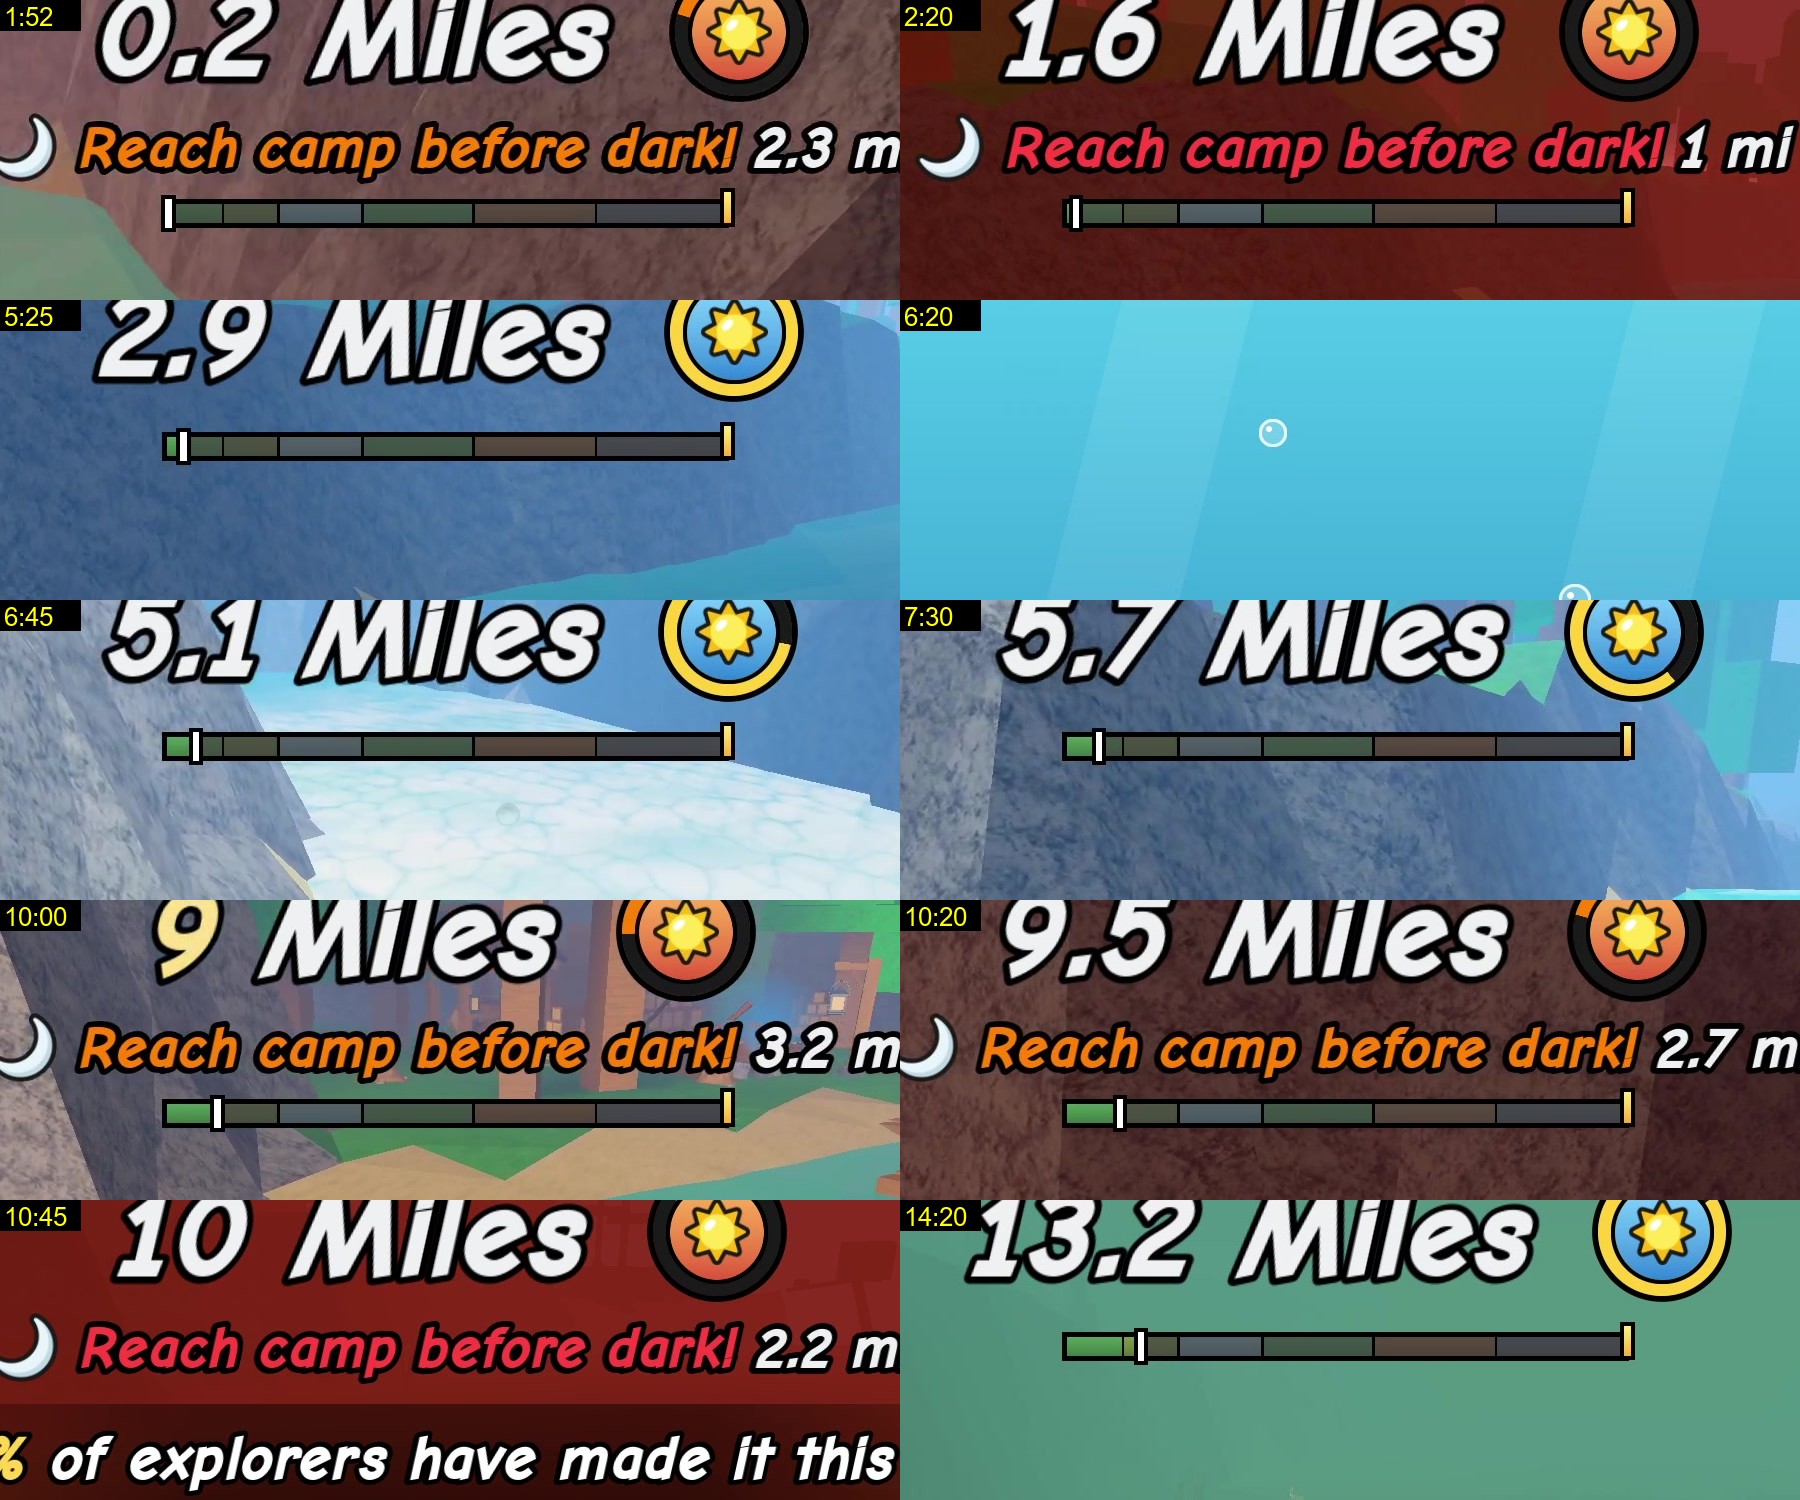 1:52
0.2 Miles
Reach camp before dark! 2.3 m
2:20
1.6 Miles
Reach camp before dark! 1 mi
5:25
2.9 Miles
6:20
6:45
5.1 Miles
7:30
5.7 Miles
10:00
9 Miles
Reach camp before dark! 3.2 m
10:20
9.5 Miles
Reach camp before dark! 2.7 m
10:45
10 Miles
Reach camp before dark! 2.2 m
% of explorers have made it this
14:20
13.2 Miles